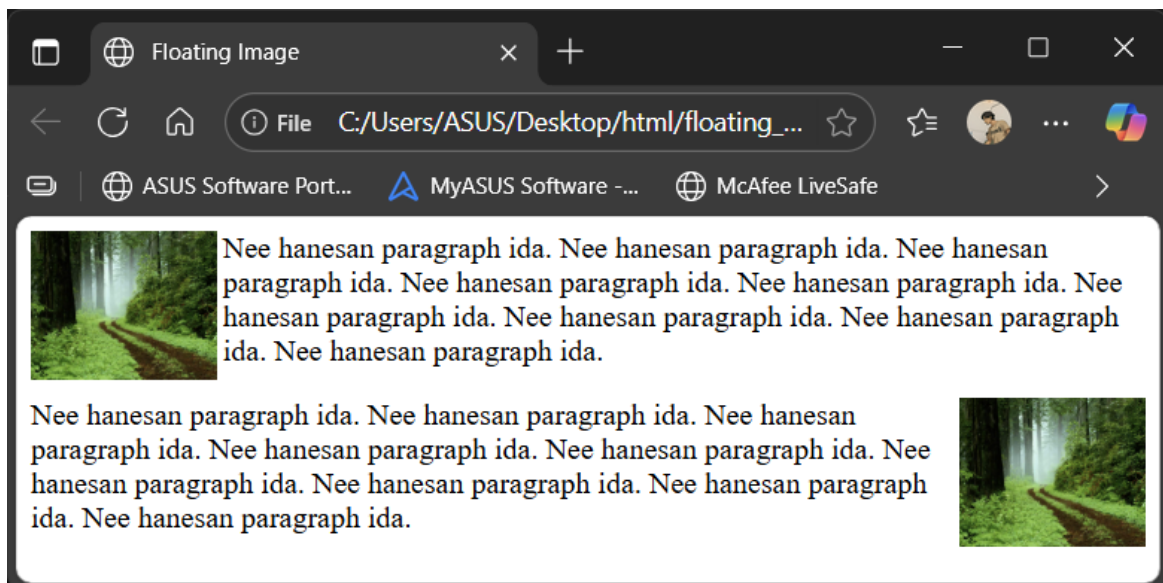 Floating Image
File C:/Users/ASUS/Desktop/html/floating_...
ASUS Software Port... MyASUS Software -... McAfee LiveSafe
Nee hanesan paragraph ida. Nee hanesan paragraph ida. Nee hanesan
paragraph ida. Nee hanesan paragraph ida. Nee hanesan paragraph ida. Nee
hanesan paragraph ida. Nee hanesan paragraph ida. Nee hanesan paragraph
ida. Nee hanesan paragraph ida.
Nee hanesan paragraph ida. Nee hanesan paragraph ida. Nee hanesan
paragraph ida. Nee hanesan paragraph ida. Nee hanesan paragraph ida. Nee
hanesan paragraph ida. Nee hanesan paragraph ida. Nee hanesan paragraph
ida. Nee hanesan paragraph ida.